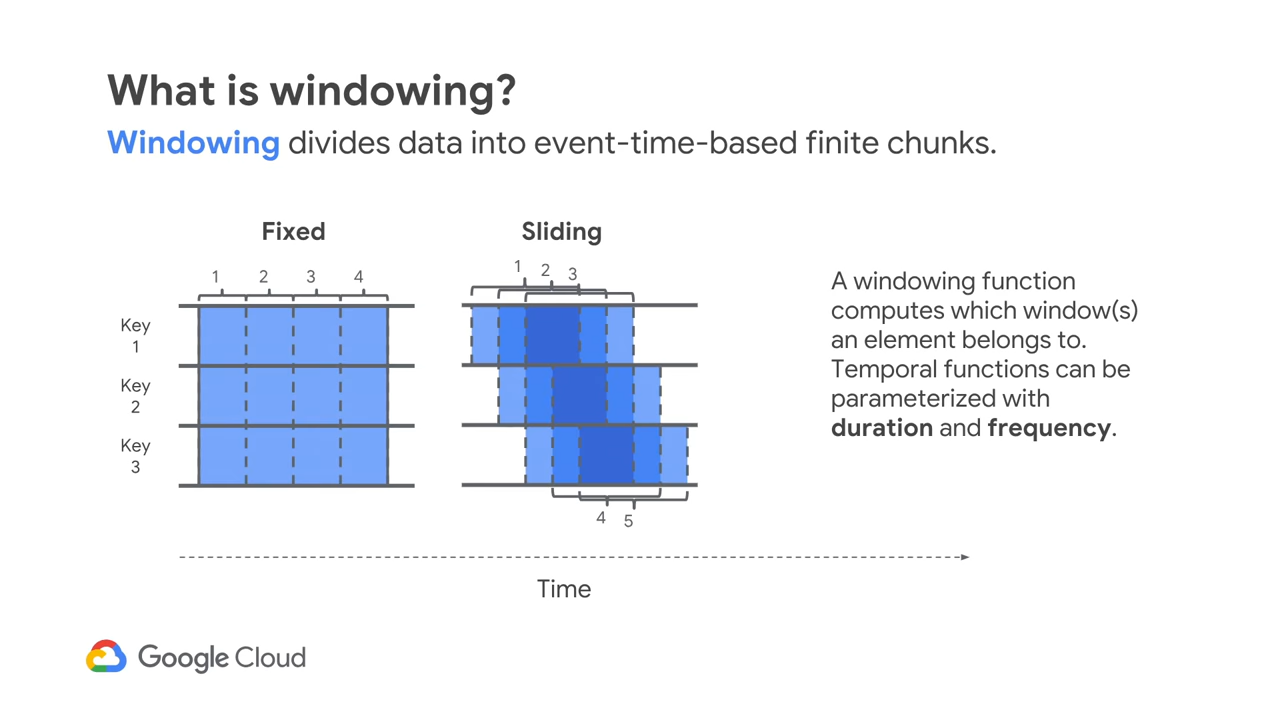 What is windowing?
Windowing divides data into event-time-based finite chunks.
Fixed
1 2 3 4
Key
1
Key
2
Key
3
Sliding
1 2 3
4 5
A windowing function
computes which window(s)
an element belongs to.
Temporal functions can be
parameterized with
duration and frequency.
Time
Google Cloud